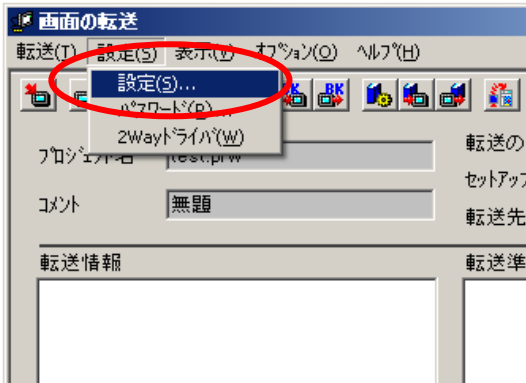 画面の転送
転送(T) 設定(S) 表示(V) オプション(O) ヘルプ(H)
設定(S)...
パスワード(P)...
2Wayドライバ(W)
BK BK
プロジェクト名 test.prw
転送の
セットアップ
コメント 無題
転送先
転送情報
転送準